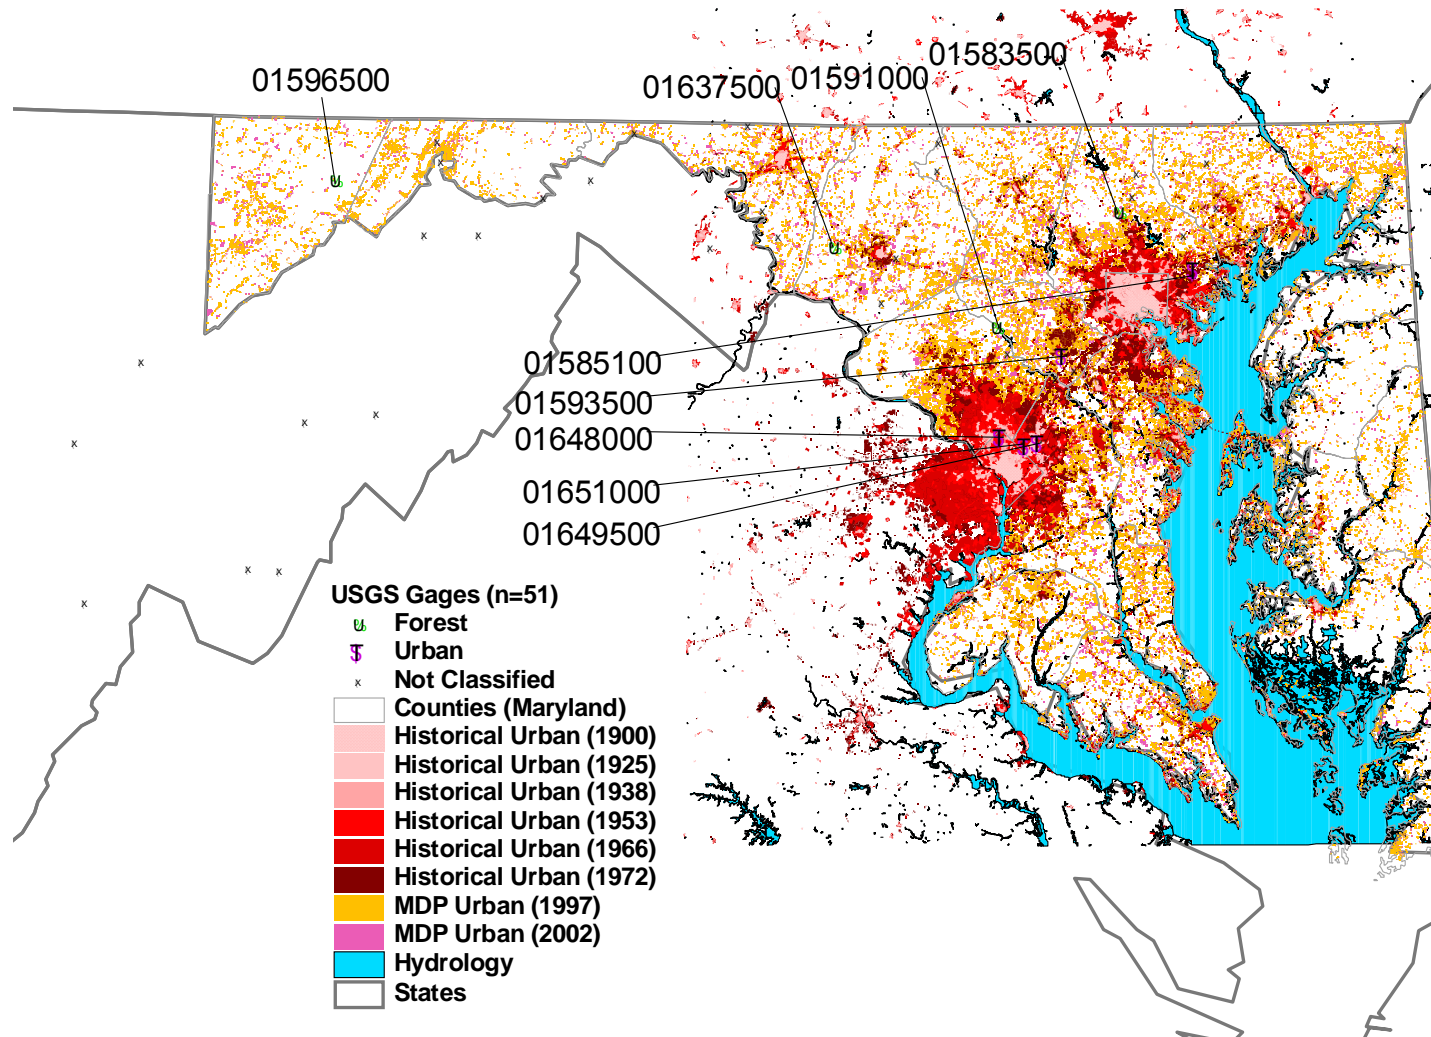 01583500
01596500
01637500
01591000
01585100
01593500
01648000
01651000
01649500
USGS Gages (n=51)
Forest
Urban
Not Classified
Counties (Maryland)
Historical Urban (1900)
Historical Urban (1925)
Historical Urban (1938)
Historical Urban (1953)
Historical Urban (1966)
Historical Urban (1972)
MDP Urban (1997)
MDP Urban (2002)
Hydrology
States